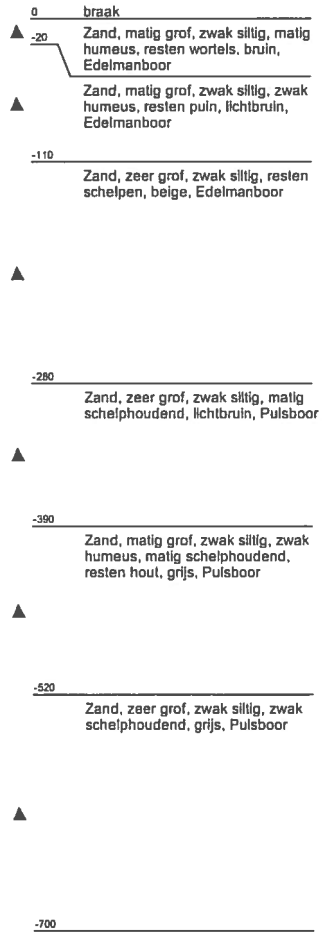 0 braak
Zand, matig grof, zwak siltig, matig
-20 humeus, resten wortels, bruin,
Edelmanboor
Zand, matig grof, zwak siltig, zwak
humeus, resten puin, lichtbruin,
Edelmanboor
-110
Zand, zeer grof, zwak siltig, resten
schelpen, beige, Edelmanboor
-280
Zand, zeer grof, zwak siltig, matig
schelphoudend, lichtbruin, Pulsboor
-390
Zand, matig grof, zwak siltig, zwak
humeus, matig schelphoudend,
resten hout, grijs, Pulsboor
-520
Zand, zeer grof, zwak siltig, zwak
schelphoudend, grijs, Pulsboor
-700